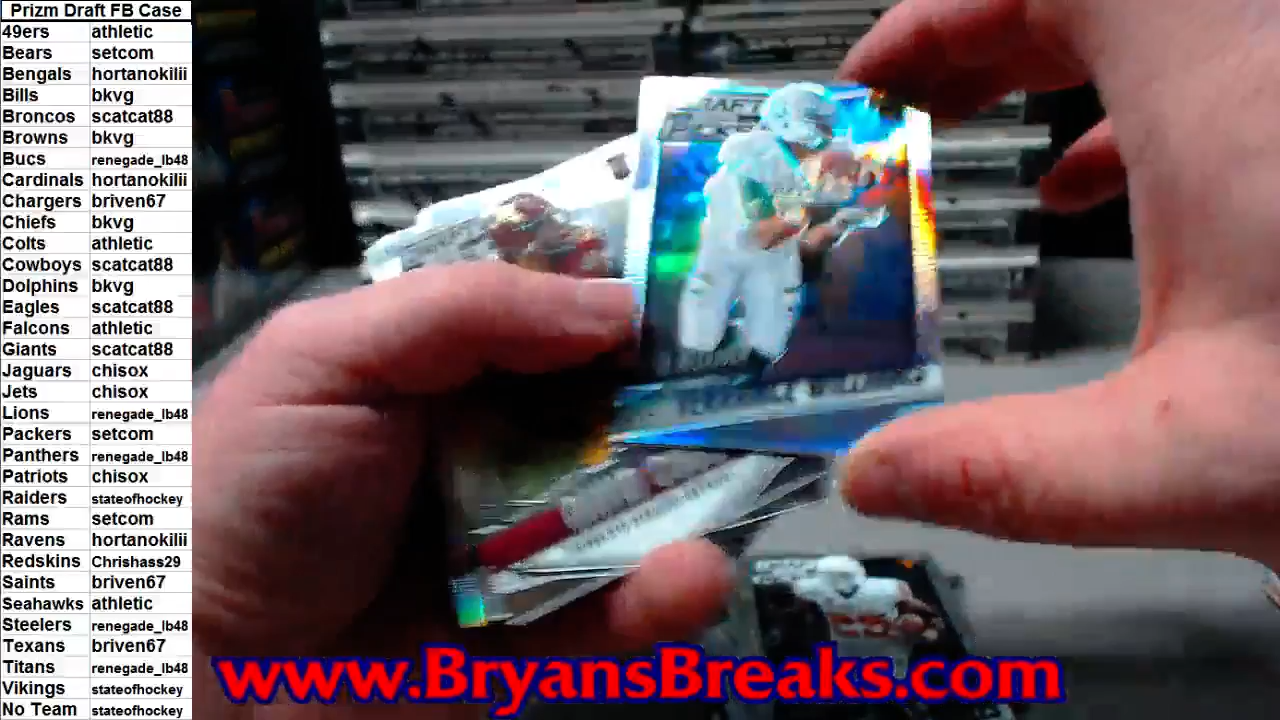 Prizm Draft FB Case
49ers athletic
Bears setcom
Bengals hortanokilii
Bills bkvg
Broncos scatcat88
Browns bkvg
Bucs renegade_lb48
Cardinals hortanokilii
Chargers briven67
Chiefs bkvg
Colts athletic
Cowboys scatcat88
Dolphins bkvg
Eagles scatcat88
Falcons athletic
Giants scatcat88
Jaguars chisox
Jets chisox
Lions renegade_lb48
Packers setcom
Panthers renegade_lb48
Patriots chisox
Raiders stateofhockey
Rams setcom
Ravens hortanokilii
Redskins Chrishass29
Saints briven67
Seahawks athletic
Steelers renegade_lb48
Texans briven67
Titans renegade_lb48
Vikings stateofhockey
No Team stateofhockey
DRAFT
www.BryansBreaks.com